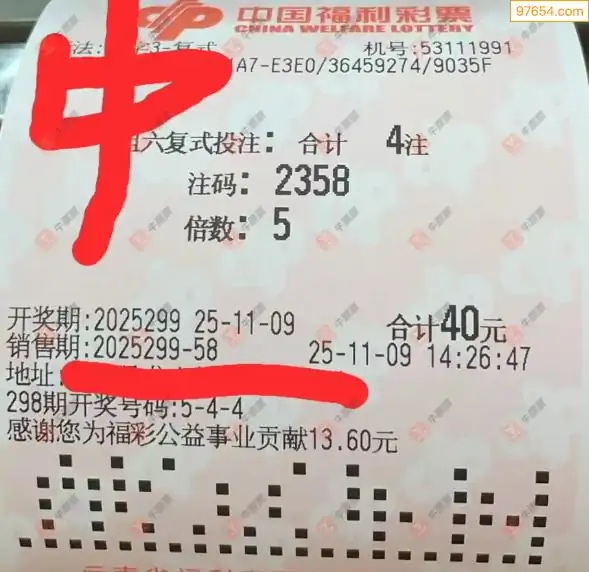 97654.com
中国福利彩票
CHINA WELFARE LOTTERY
3-复式 机号:53111991
1A7-E3E0/36459274/9035F
中
组六复式投注: 合计 4注
注码: 2358
倍数: 5
开奖期:2025299 25-11-09 合计40元
销售期:2025299-58 25-11-09 14:26:47
地址:
298期开奖号码:5-4-4
感谢您为福彩公益事业贡献13.60元